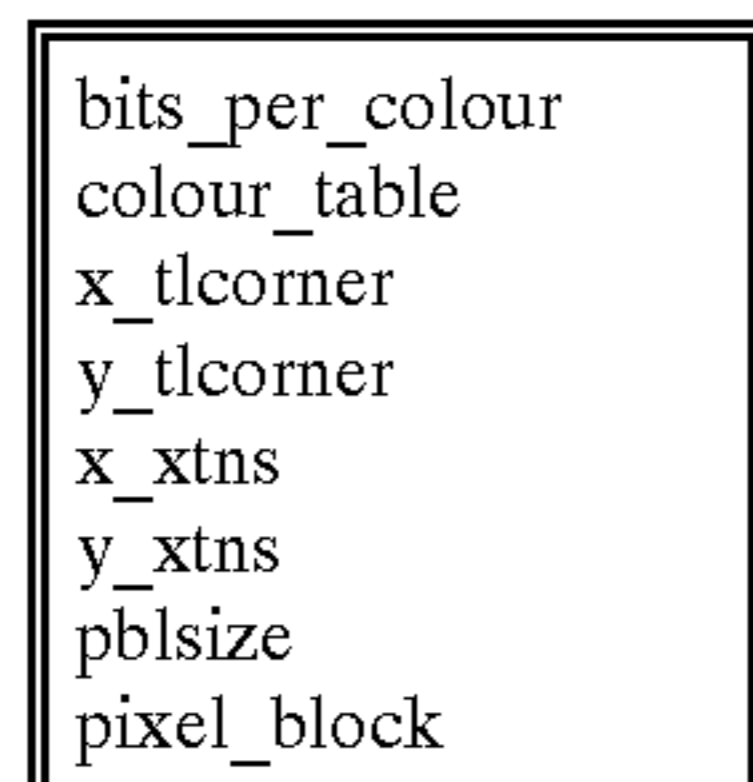 bits_per_colour
colour_table
x_tlcorner
y_tlcorner
x_xtns
y_xtns
pblsize
pixel_block